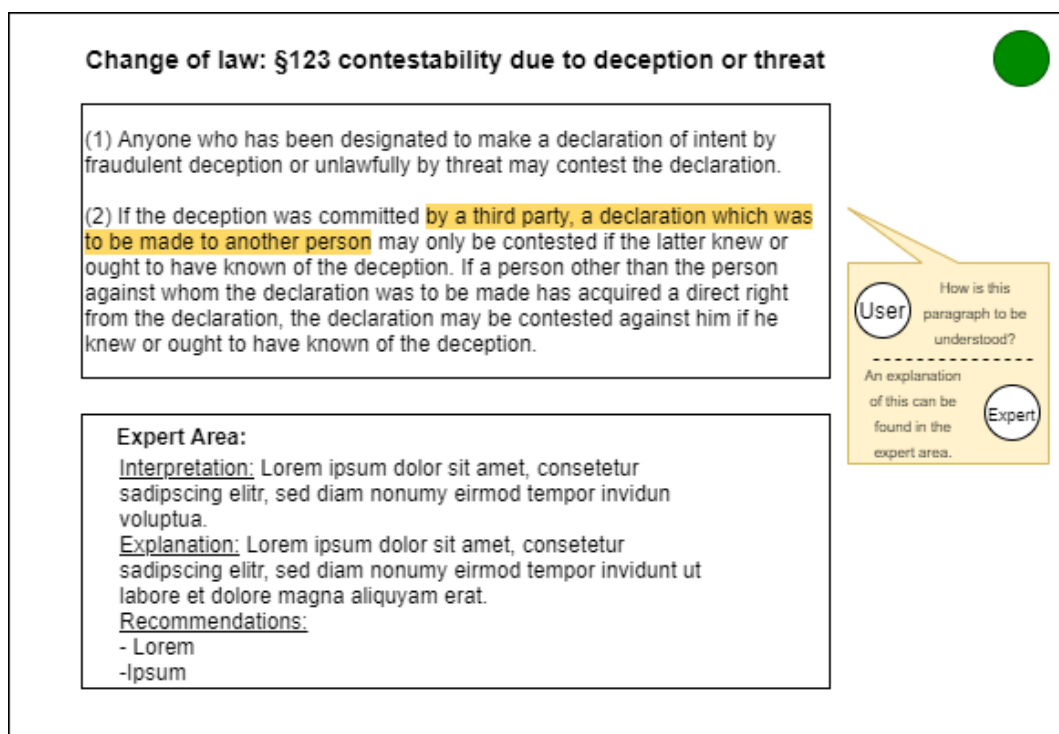 Change of law: §123 contestability due to deception or threat
(1) Anyone who has been designated to make a declaration of intent by
fraudulent deception or unlawfully by threat may contest the declaration.
(2) If the deception was committed by a third party, a declaration which was
to be made to another person may only be contested if the latter knew or
ought to have known of the deception. If a person other than the person
against whom the declaration was to be made has acquired a direct right
from the declaration, the declaration may be contested against him if he
knew or ought to have known of the deception.
User
How is this
paragraph to be
understood?
An explanation
of this can be
found in the
expert area.
Expert
Expert Area:
Interpretation: Lorem ipsum dolor sit amet, consetetur
sadipscing elitr, sed diam nonumy eirmod tempor invidun
voluptua.
Explanation: Lorem ipsum dolor sit amet, consetetur
sadipscing elitr, sed diam nonumy eirmod tempor invidunt ut
labore et dolore magna aliquyam erat.
Recommendations:
- Lorem
-Ipsum